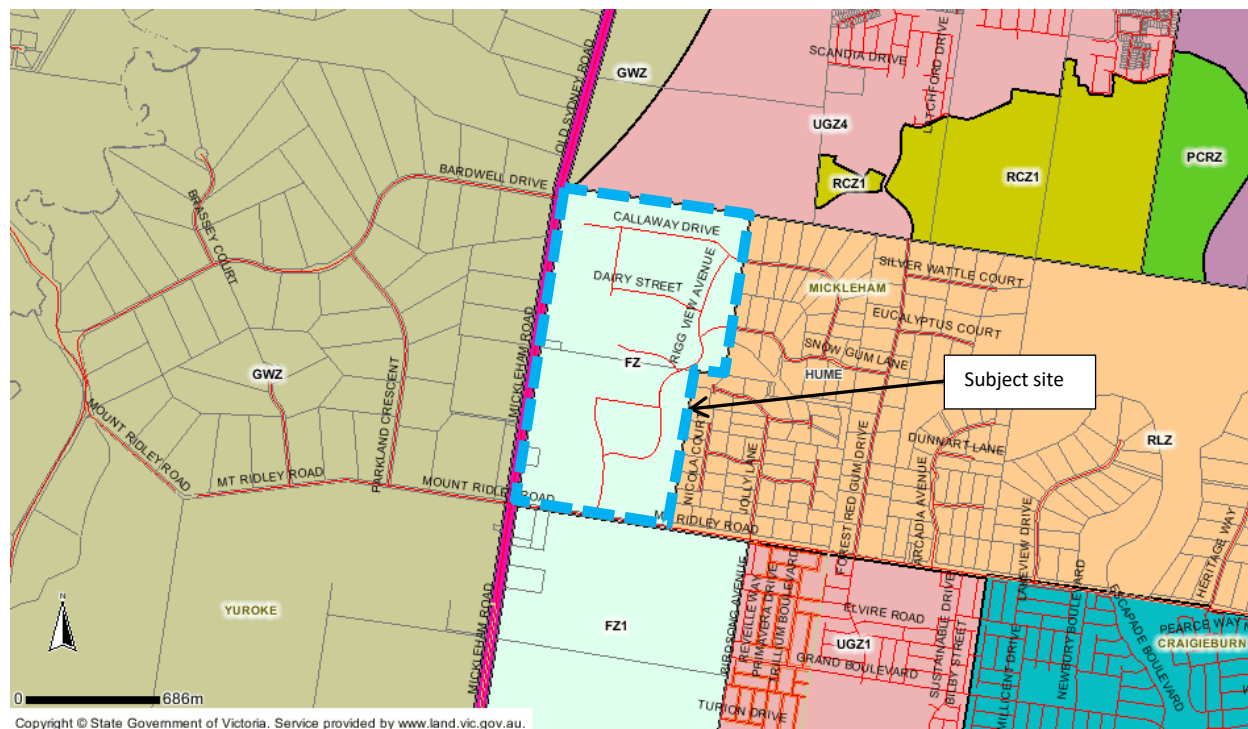 SCANDIA DRIVE
GWZ
OLD SYDNEY ROAD
UGZ4
PCRZ
RCZ1
RCZ1
BARDWELL DRIVE
BRASSEY COURT
CALLAWAY DRIVE
SILVER WATTLE COURT
DAIRY STREET
RIGG VIEW AVENUE
MICKLEHAM
EUCALYPTUS COURT
MICKLEHAM ROAD
SNOW GUM LANE
FZ
HUME
Subject site
GWZ
PARKLAND CRESCENT
MOUNT RIDLEY ROAD
NICOLA COURT
JOLLY LANE
FOREST RED GUM DRIVE
DUNNART LANE
ARCADIA AVENUE
RLZ
LAKEVIEW DRIVE
HERITAGE WAY
MT RIDLEY ROAD
MOUNT RIDLEY ROAD
MT RIDLEY ROAD
YUROKE
MICKLEHAM ROAD
FZ1
BIRDSONG AVENUE
REVEILLE WAY
PRIMAVERA DRIVE
TRILLIUM BOULEVARD
ELVIRE ROAD
UGZ1
GRAND BOULEVARD
SUSTAINABLE DRIVE
BILBY STREET
MILLICENT DRIVE
NEWBURY BOULEVARD
ESCAPADE BOULEVARD
PEARCE WAY
CRAIGIEBURN
TURION DRIVE
N
0 686m
Copyright © State Government of Victoria. Service provided by www.land.vic.gov.au.